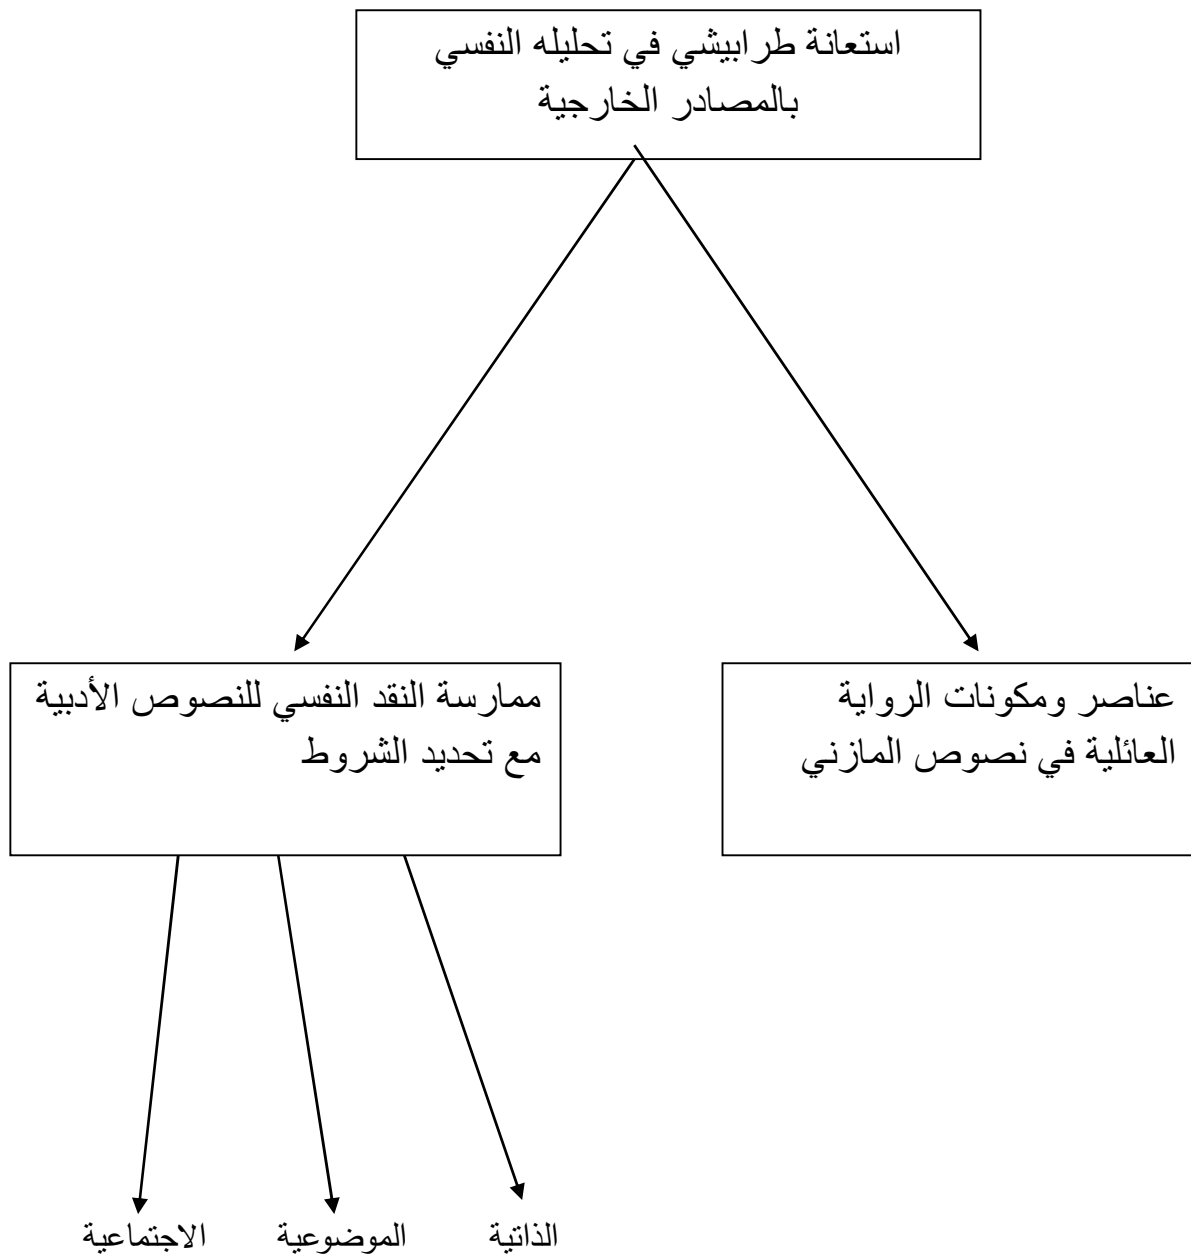 استعانة طرابيشي في تحليله النفسي
بالمصادر الخارجية
عناصر ومكونات الرواية
العائلية في نصوص المازني
ممارسة النقد النفسي للنصوص الأدبية
مع تحديد الشروط
الذاتية
الموضوعية
الاجتماعية